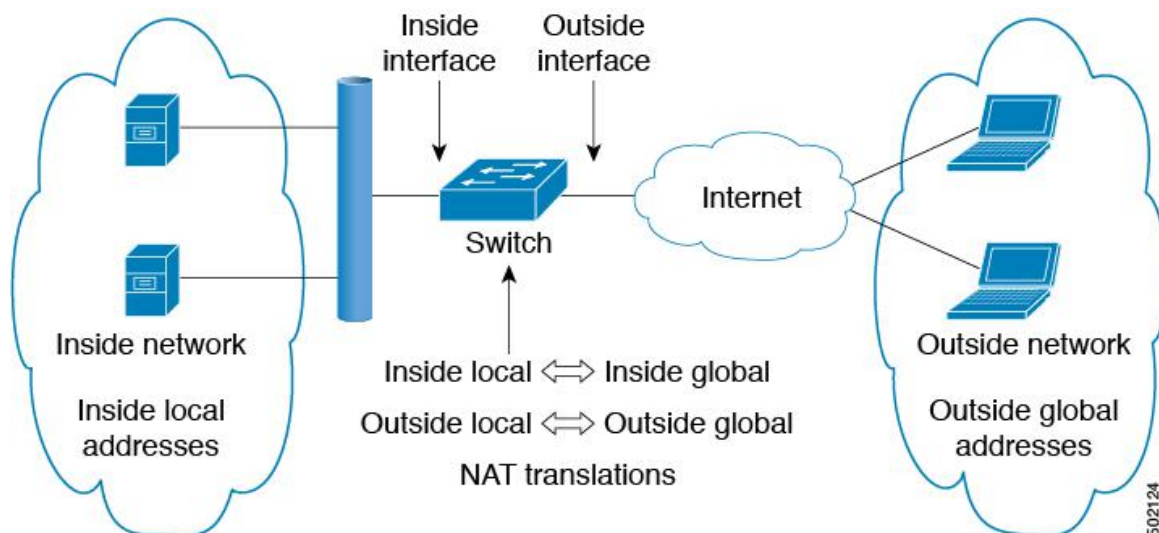 Inside
interface
Outside
interface
Internet
Switch
Inside network
Inside local
addresses
Inside local ⇔ Inside global
Outside local ⇔ Outside global
NAT translations
Outside network
Outside global
addresses
502124